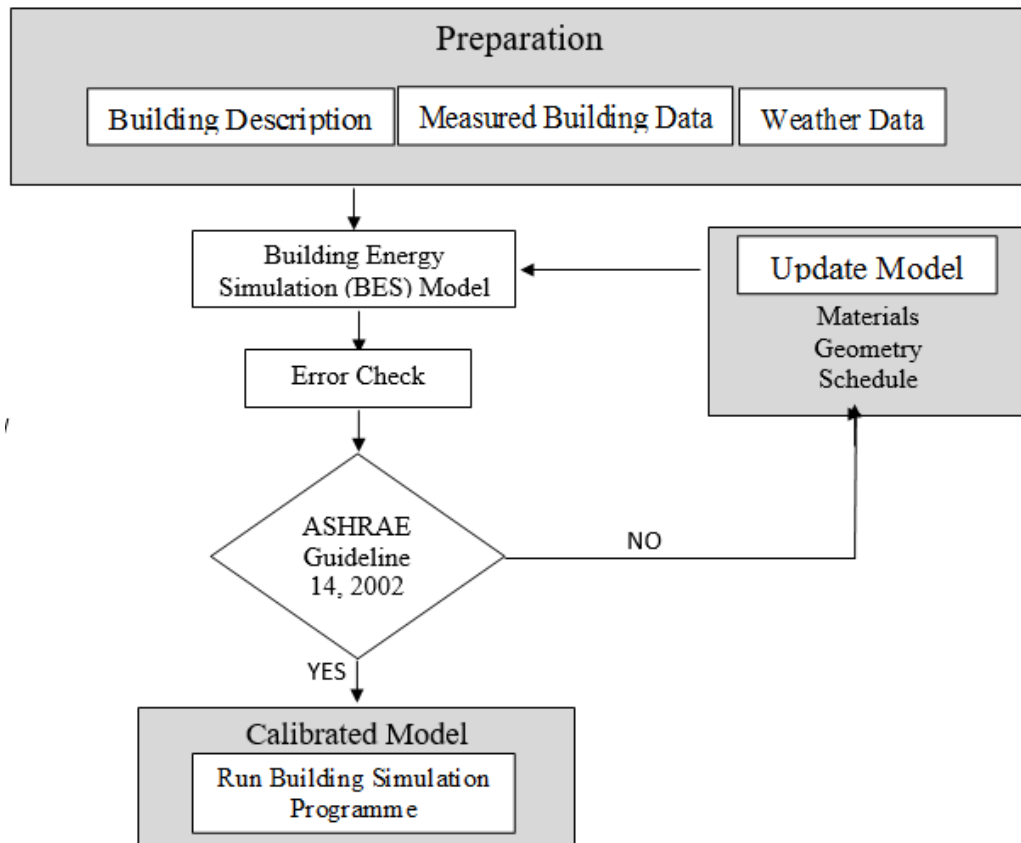 Preparation
Building Description
Measured Building Data
Weather Data
Building Energy
Simulation (BES) Model
Update Model
Materials
Geometry
Schedule
Error Check
ASHRAE
Guideline
14, 2002
NO
YES
Calibrated Model
Run Building Simulation
Programme